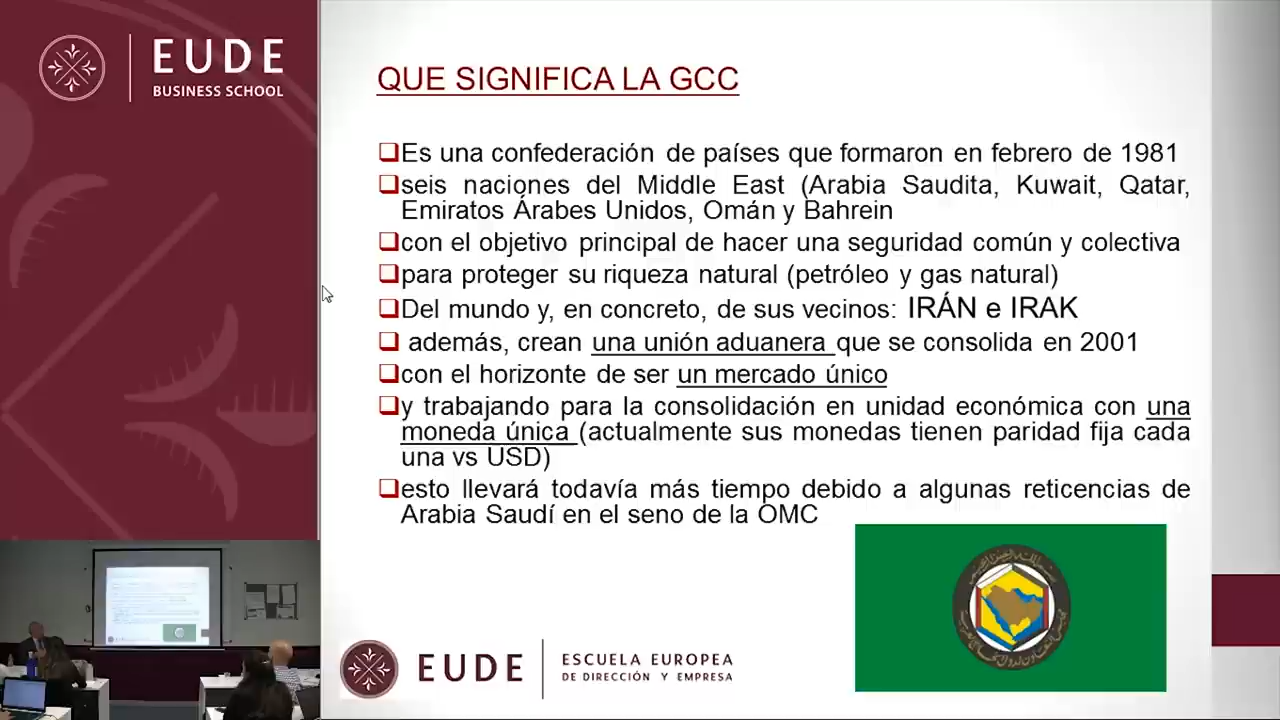 EUDE
BUSINESS SCHOOL
QUE SIGNIFICA LA GCC
Es una confederación de países que formaron en febrero de 1981
seis naciones del Middle East (Arabia Saudita, Kuwait, Qatar,
Emiratos Árabes Unidos, Omán y Bahrein
con el objetivo principal de hacer una seguridad común y colectiva
para proteger su riqueza natural (petróleo y gas natural)
Del mundo y, en concreto, de sus vecinos: IRÁN e IRAK
además, crean una unión aduanera que se consolida en 2001
con el horizonte de ser un mercado único
y trabajando para la consolidación en unidad económica con una
moneda única (actualmente sus monedas tienen paridad fija cada
una vs USD)
esto llevará todavía más tiempo debido a algunas reticencias de
Arabia Saudí en el seno de la OMC
EUDE
ESCUELA EUROPEA
DE DIRECCIÓN Y EMPRESA